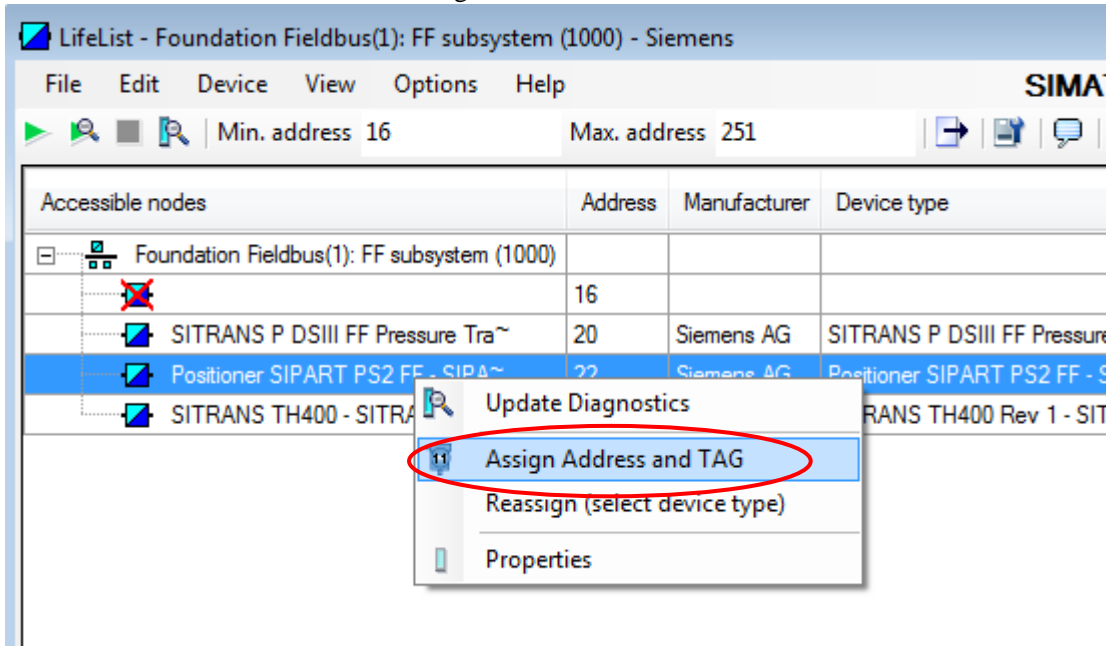 LifeList - Foundation Fieldbus(1): FF subsystem (1000) - Siemens
File Edit Device View Options Help SIMAT
Min. address 16 Max. address 251
Accessible nodes Address Manufacturer Device type
Foundation Fieldbus(1): FF subsystem (1000)
16
SITRANS P DSIII FF Pressure Tra~ 20 Siemens AG SITRANS P DSIII FF Pressure
Positioner SIPART PS2 FF - SIPA~ 22 Siemens AG Positioner SIPART PS2 FF - S
SITRANS TH400 - SITRA RANS TH400 Rev 1 - SIT
Update Diagnostics
11 Assign Address and TAG
Reassign (select device type)
Properties